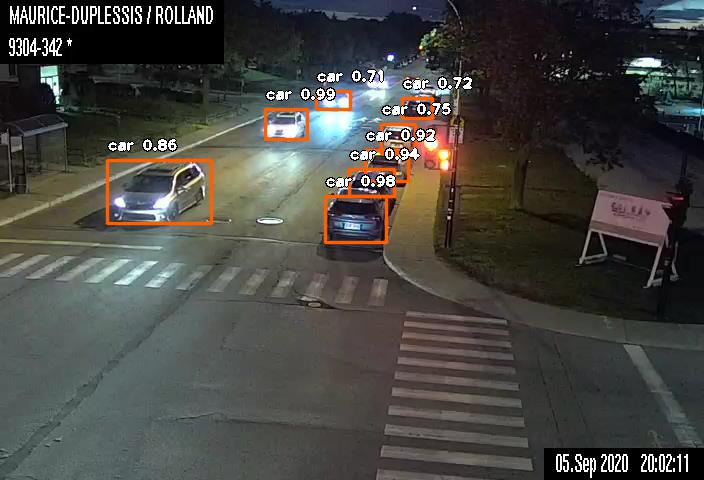 MAURICE-DUPLESSIS / ROLLAND
9304-342 *
car 0.71
car 0.72
car 0.99
car 0.75
car 0.92
car 0.86
car 0.94
car 0.98
05.Sep 2020 20:02:11